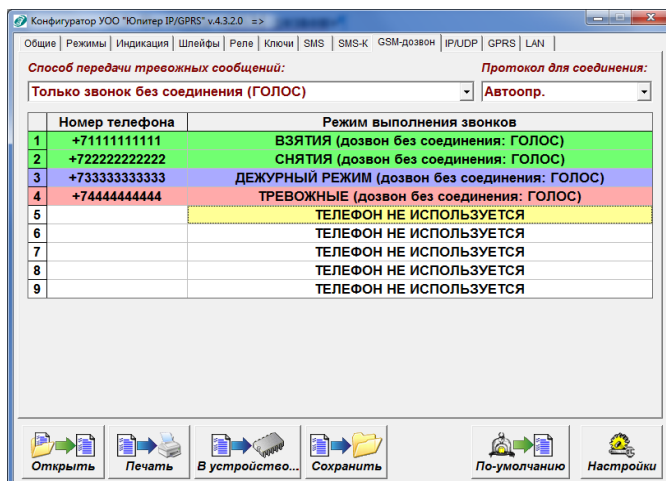 Конфигуратор УОО "Юпитер IP/GPRS" v.4.3.2.0 =>
Общие Режимы Индикация Шлейфы Реле Ключи SMS SMS-K GSM-дозвон IP/UDP GPRS LAN
Способ передачи тревожных сообщений: Протокол для соединения:
Только звонок без соединения (ГОЛОС) Автоопр.
Номер телефона Режим выполнения звонков
1 +71111111111 ВЗЯТИЯ (дозвон без соединения: ГОЛОС)
2 +722222222222 СНЯТИЯ (дозвон без соединения: ГОЛОС)
3 +733333333333 ДЕЖУРНЫЙ РЕЖИМ (дозвон без соединения: ГОЛОС)
4 +74444444444 ТРЕВОЖНЫЕ (дозвон без соединения: ГОЛОС)
5 ТЕЛЕФОН НЕ ИСПОЛЬЗУЕТСЯ
6 ТЕЛЕФОН НЕ ИСПОЛЬЗУЕТСЯ
7 ТЕЛЕФОН НЕ ИСПОЛЬЗУЕТСЯ
8 ТЕЛЕФОН НЕ ИСПОЛЬЗУЕТСЯ
9 ТЕЛЕФОН НЕ ИСПОЛЬЗУЕТСЯ
Открыть Печать В устройство... Сохранить По-умолчанию Настройки